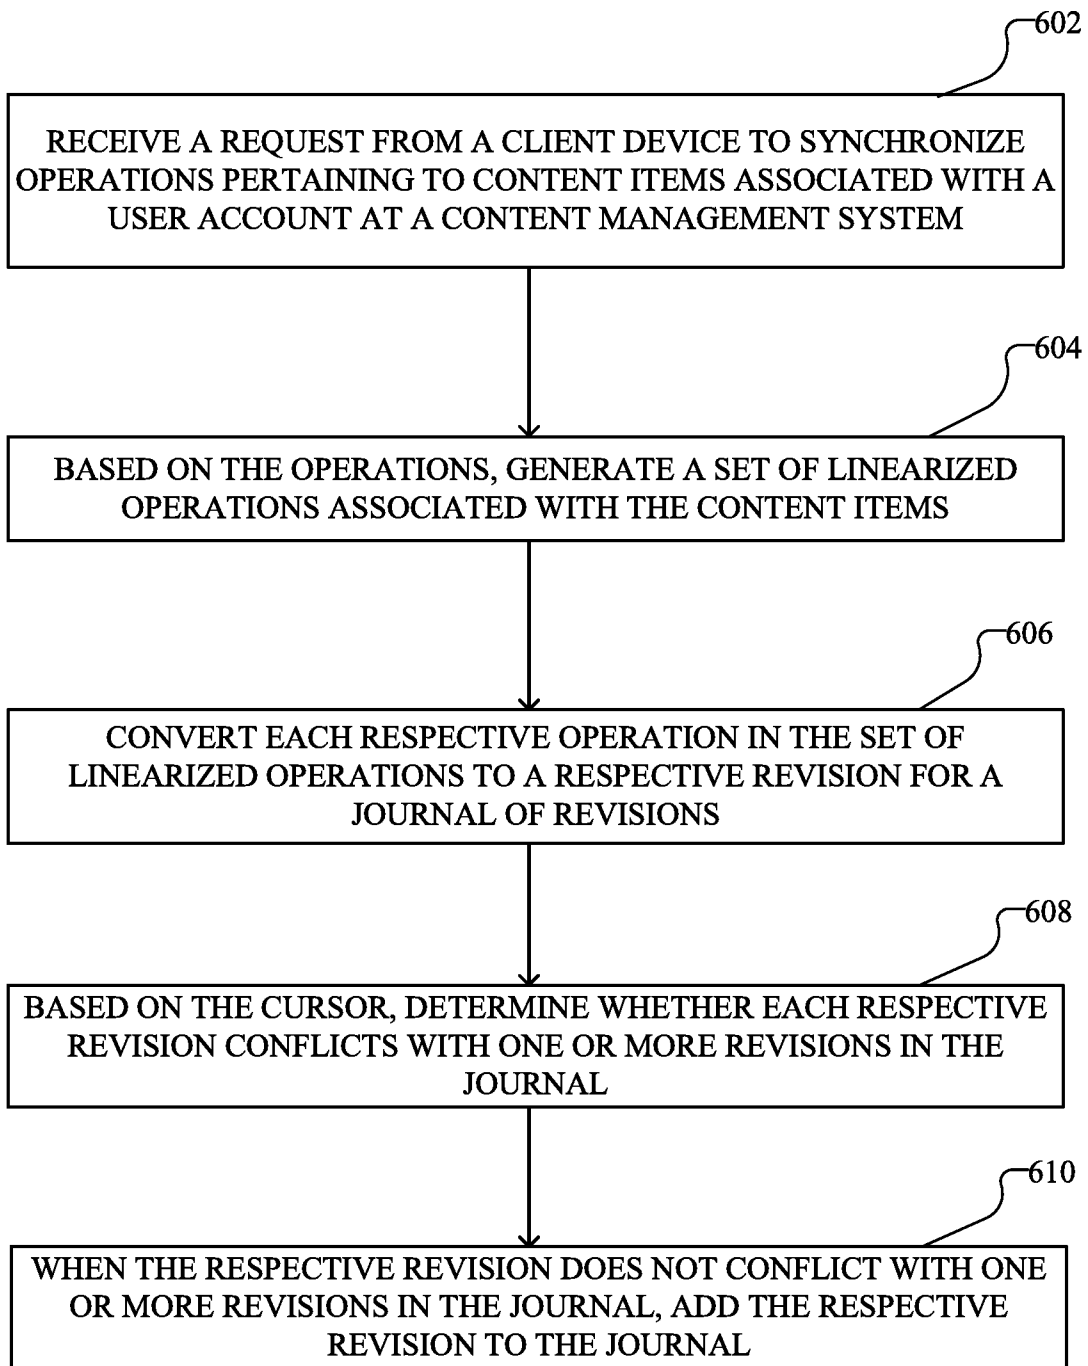 602
RECEIVE A REQUEST FROM A CLIENT DEVICE TO SYNCHRONIZE
OPERATIONS PERTAINING TO CONTENT ITEMS ASSOCIATED WITH A
USER ACCOUNT AT A CONTENT MANAGEMENT SYSTEM
604
BASED ON THE OPERATIONS, GENERATE A SET OF LINEARIZED
OPERATIONS ASSOCIATED WITH THE CONTENT ITEMS
606
CONVERT EACH RESPECTIVE OPERATION IN THE SET OF
LINEARIZED OPERATIONS TO A RESPECTIVE REVISION FOR A
JOURNAL OF REVISIONS
608
BASED ON THE CURSOR, DETERMINE WHETHER EACH RESPECTIVE
REVISION CONFLICTS WITH ONE OR MORE REVISIONS IN THE
JOURNAL
610
WHEN THE RESPECTIVE REVISION DOES NOT CONFLICT WITH ONE
OR MORE REVISIONS IN THE JOURNAL, ADD THE RESPECTIVE
REVISION TO THE JOURNAL